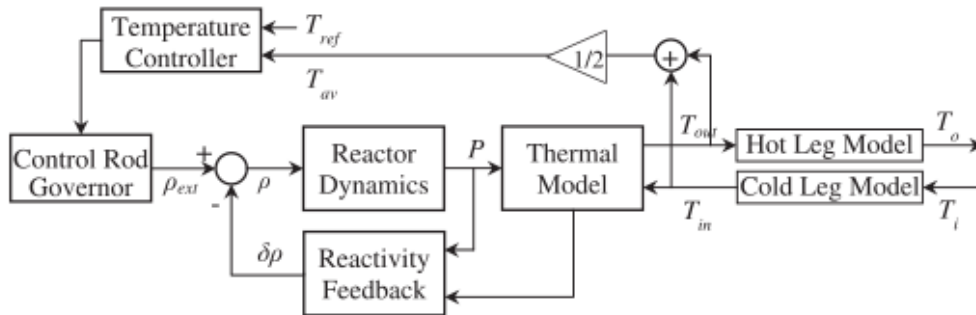 Temperature
Controller
T_ref
T_av
1/2
+
Control Rod
Governor
+
ρ_ext
-
ρ
Reactor
Dynamics
P
Thermal
Model
T_out
Hot Leg Model
T_o
Cold Leg Model
T_in
T_i
δρ
Reactivity
Feedback